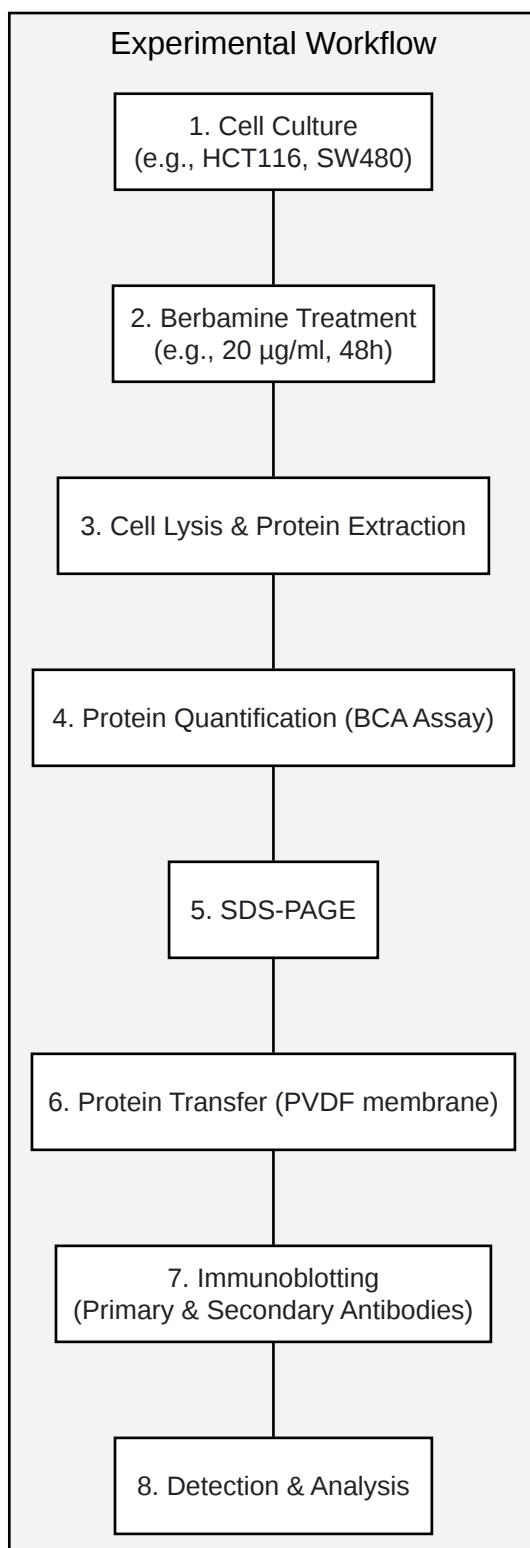 Experimental Workflow
1. Cell Culture
(e.g., HCT116, SW480)
2. Berbamine Treatment
(e.g., 20 µg/ml, 48h)
3. Cell Lysis & Protein Extraction
4. Protein Quantification (BCA Assay)
5. SDS-PAGE
6. Protein Transfer (PVDF membrane)
7. Immunoblotting
(Primary & Secondary Antibodies)
8. Detection & Analysis